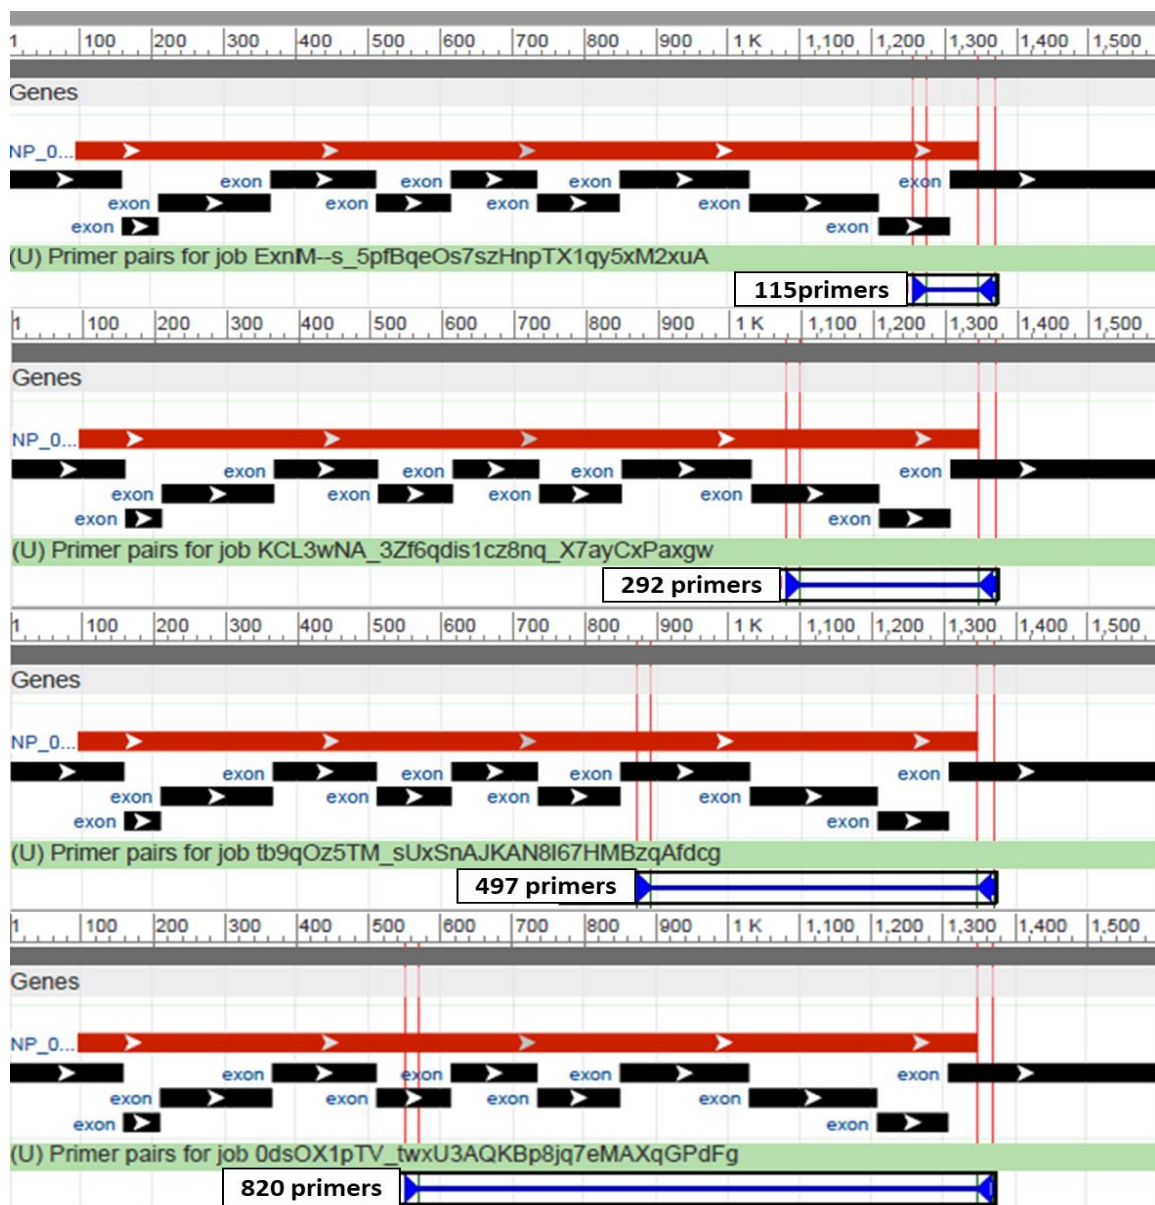 1 100 200 300 400 500 600 700 800 900 1 K 1,100 1,200 1,300 1,400 1,500
Genes
NP_0...
exon exon exon exon
exon exon exon exon
exon exon
(U) Primer pairs for job ExnlM--s_5pfBqeOs7szHnpTX1qy5xM2xuA
115primers
1 100 200 300 400 500 600 700 800 900 1 K 1,100 1,200 1,300 1,400 1,500
Genes
NP_0...
exon exon exon exon
exon exon exon exon
exon exon
(U) Primer pairs for job KCL3wNA_3Zf6qdis1cz8nq_X7ayCxPaxgw
292 primers
1 100 200 300 400 500 600 700 800 900 1 K 1,100 1,200 1,300 1,400 1,500
Genes
NP_0...
exon exon exon exon
exon exon exon exon
exon exon
(U) Primer pairs for job tb9qOz5TM_sUxSnAJKAN8l67HMBzqAfdcg
497 primers
1 100 200 300 400 500 600 700 800 900 1 K 1,100 1,200 1,300 1,400 1,500
Genes
NP_0...
exon exon exon exon
exon exon exon exon
exon exon
(U) Primer pairs for job 0dsOX1pTV_twxU3AQKBp8jq7eMAXqGPdFg
820 primers